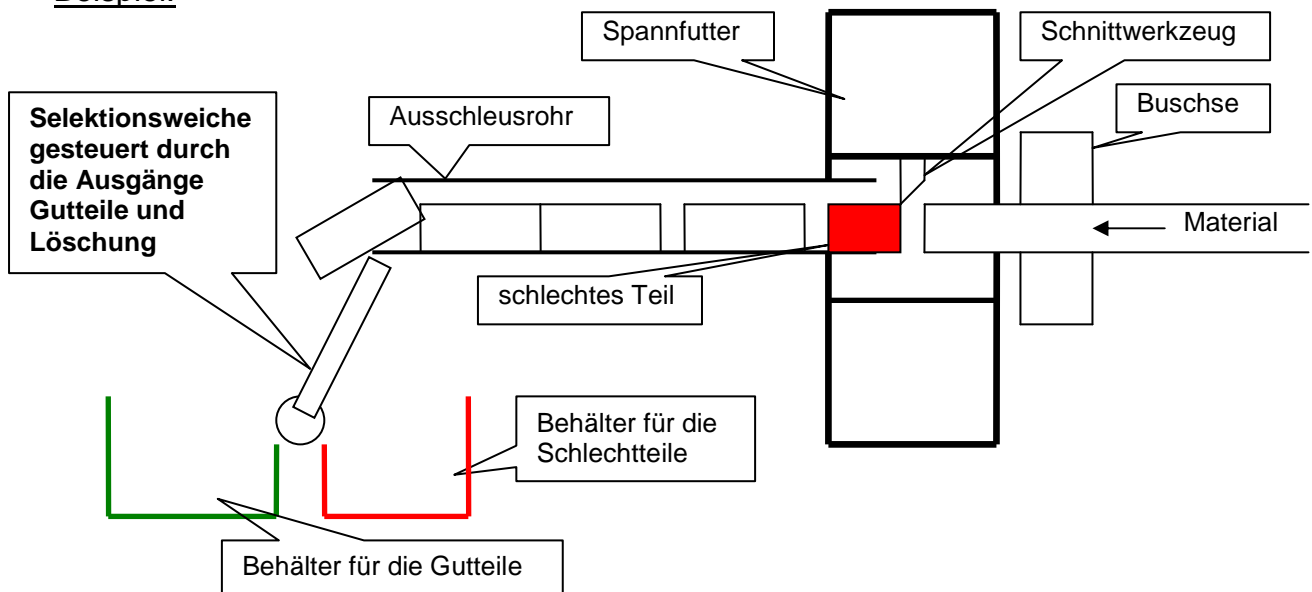 Beispiel:
Spannfutter
Schnittwerkzeug
Selektionsweiche
gesteuert durch
die Ausgänge
Gutteile und
Löschung
Ausschleusrohr
Buschse
Material
schlechtes Teil
Behälter für die
Schlechtteile
Behälter für die Gutteile